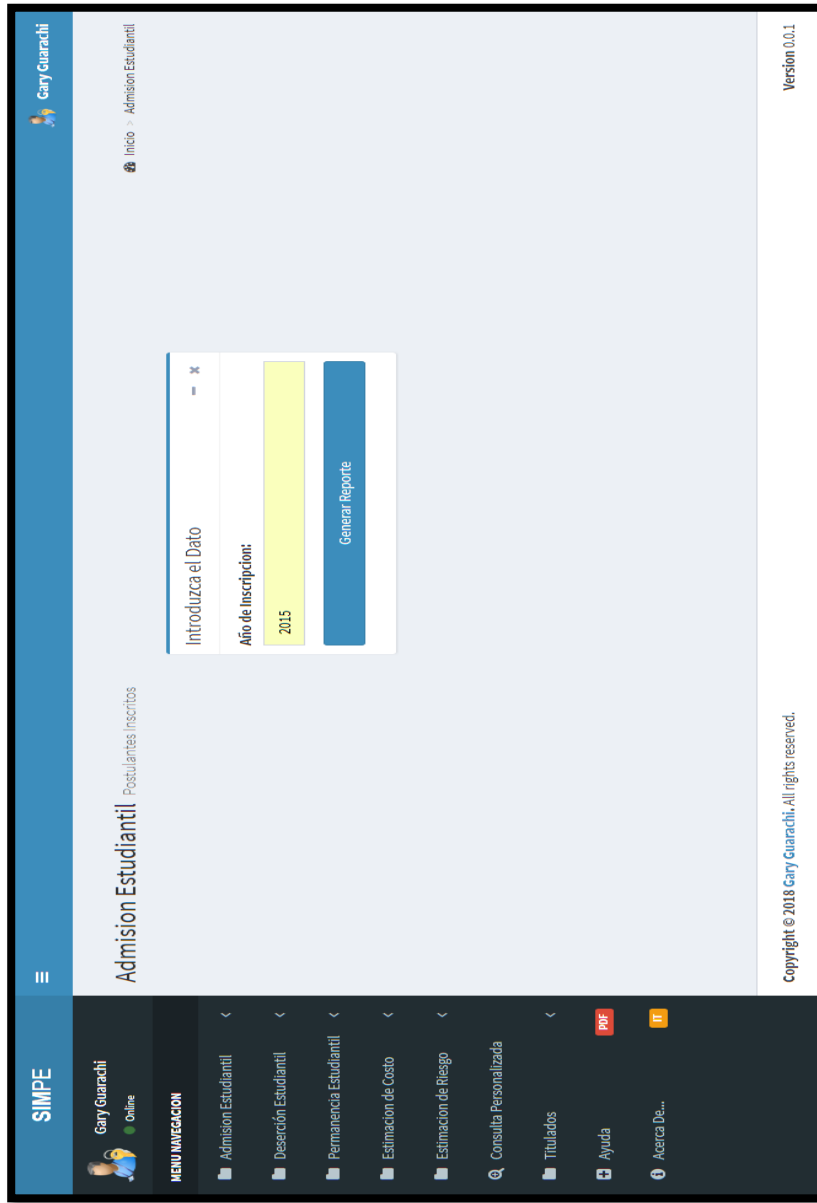 SIMPE
Gary Guarachi
Gary Guarachi
Online
MENU NAVEGACION
Admision Estudiantil
Deserción Estudiantil
Permanencia Estudiantil
Estimacion de Costo
Estimacion de Riesgo
Consulta Personalizada
Titulados
Ayuda PDF
Acerca De... IT
Admision Estudiantil Postulantes Inscritos
Inicio > Admision Estudiantil
Introduzca el Dato
Año de Inscripcion:
2015
Generar Reporte
Copyright © 2018 Gary Guarachi. All rights reserved.
Version 0.0.1